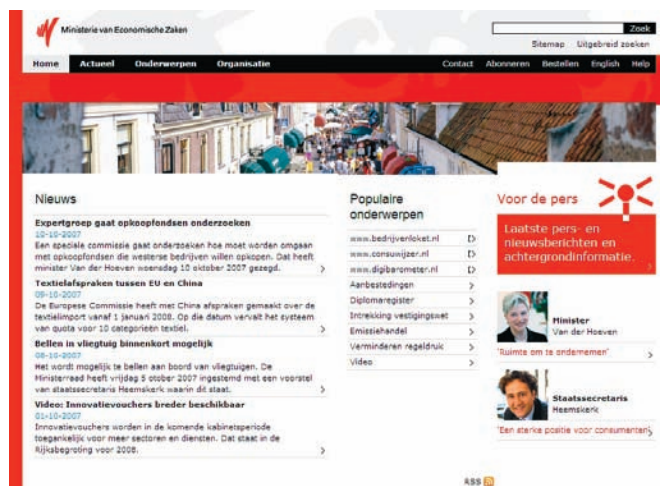 Ministerie van Economische Zaken
Zoek
Sitemap Uitgebreid zoeken
Home Actueel Onderwerpen Organisatie Contact Abonneren Bestellen English Help
Nieuws
Expertgroep gaat opkoopfondsen onderzoeken
10-10-2007
Een speciale commissie gaat onderzoeken hoe moet worden omgaan
met opkoopfondsen die westerse bedrijven willen opkopen. Dat heeft
minister Van der Hoeven woensdag 10 oktober 2007 gezegd.
Textielafspraken tussen EU en China
09-10-2007
De Europese Commissie heeft met China afspraken gemaakt over de
textielimport vanaf 1 januari 2008. Op die datum vervalt het systeem
van quota voor 10 categorieën textiel.
Bellen in vliegtuig binnenkort mogelijk
08-10-2007
Het wordt mogelijk te bellen aan boord van vliegtuigen. De
Ministerraad heeft vrijdag 5 otober 2007 ingestemd met een voorstel
van staatssecretaris Heemskerk waarin dit staat.
Video: Innovatievouchers breder beschikbaar
01-10-2007
Innovatievouchers worden in de komende kabinetsperiode
toegankelijk voor meer sectoren en diensten. Dat staat in de
Rijksbegroting voor 2008.
Populaire
onderwerpen
www.bedrijvenloket.nl
www.consuwijzer.nl
www.digibarometer.nl
Aanbestedingen
Diplomaregister
Intrekking vestigingswet
Emissiehandel
Verminderen regeldruk
Video
Voor de pers
Laatste pers- en
nieuwsberichten en
achtergrondinformatie.
Minister
Van der Hoeven
'Ruimte om te ondernemen'
Staatssecretaris
Heemskerk
'Een sterke positie voor consumenten'
RSS